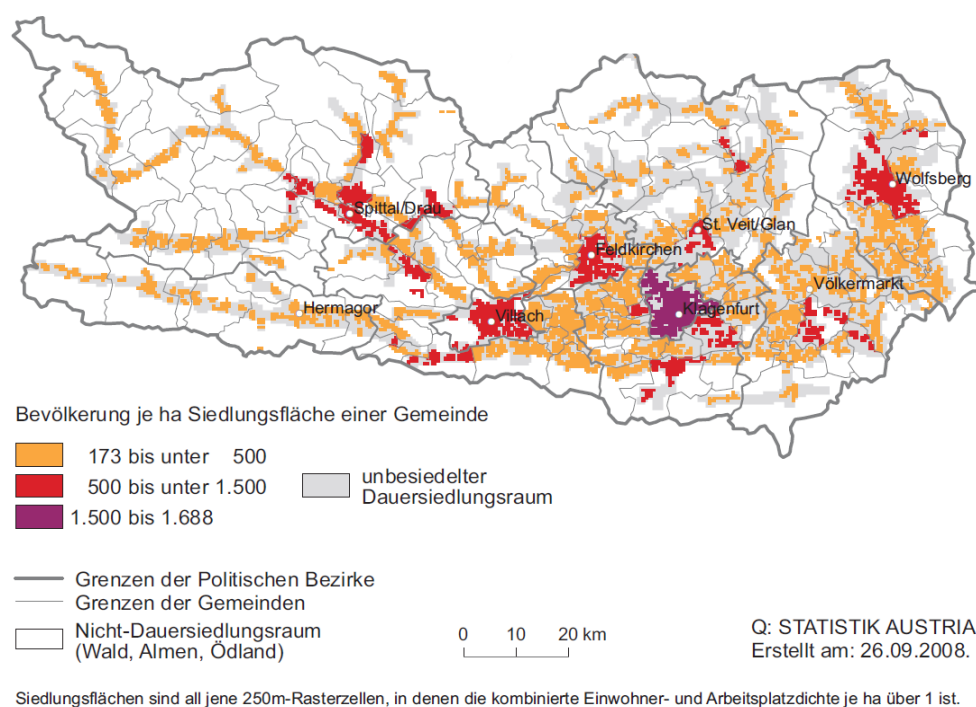 Wolfsberg
Spittal/Drau
St. Veit/Glan
Feldkirchen
Völkermarkt
Hermagor
Villach
Klagenfurt
Bevölkerung je ha Siedlungsfläche einer Gemeinde
173 bis unter 500
500 bis unter 1.500
1.500 bis 1.688
unbesiedelter
Dauersiedlungsraum
Grenzen der Politischen Bezirke
Grenzen der Gemeinden
Nicht-Dauersiedlungsraum
(Wald, Almen, Ödland)
0 10 20 km
Q: STATISTIK AUSTRIA
Erstellt am: 26.09.2008.
Siedlungsflächen sind all jene 250m-Rasterzellen, in denen die kombinierte Einwohner- und Arbeitsplatzdichte je ha über 1 ist.